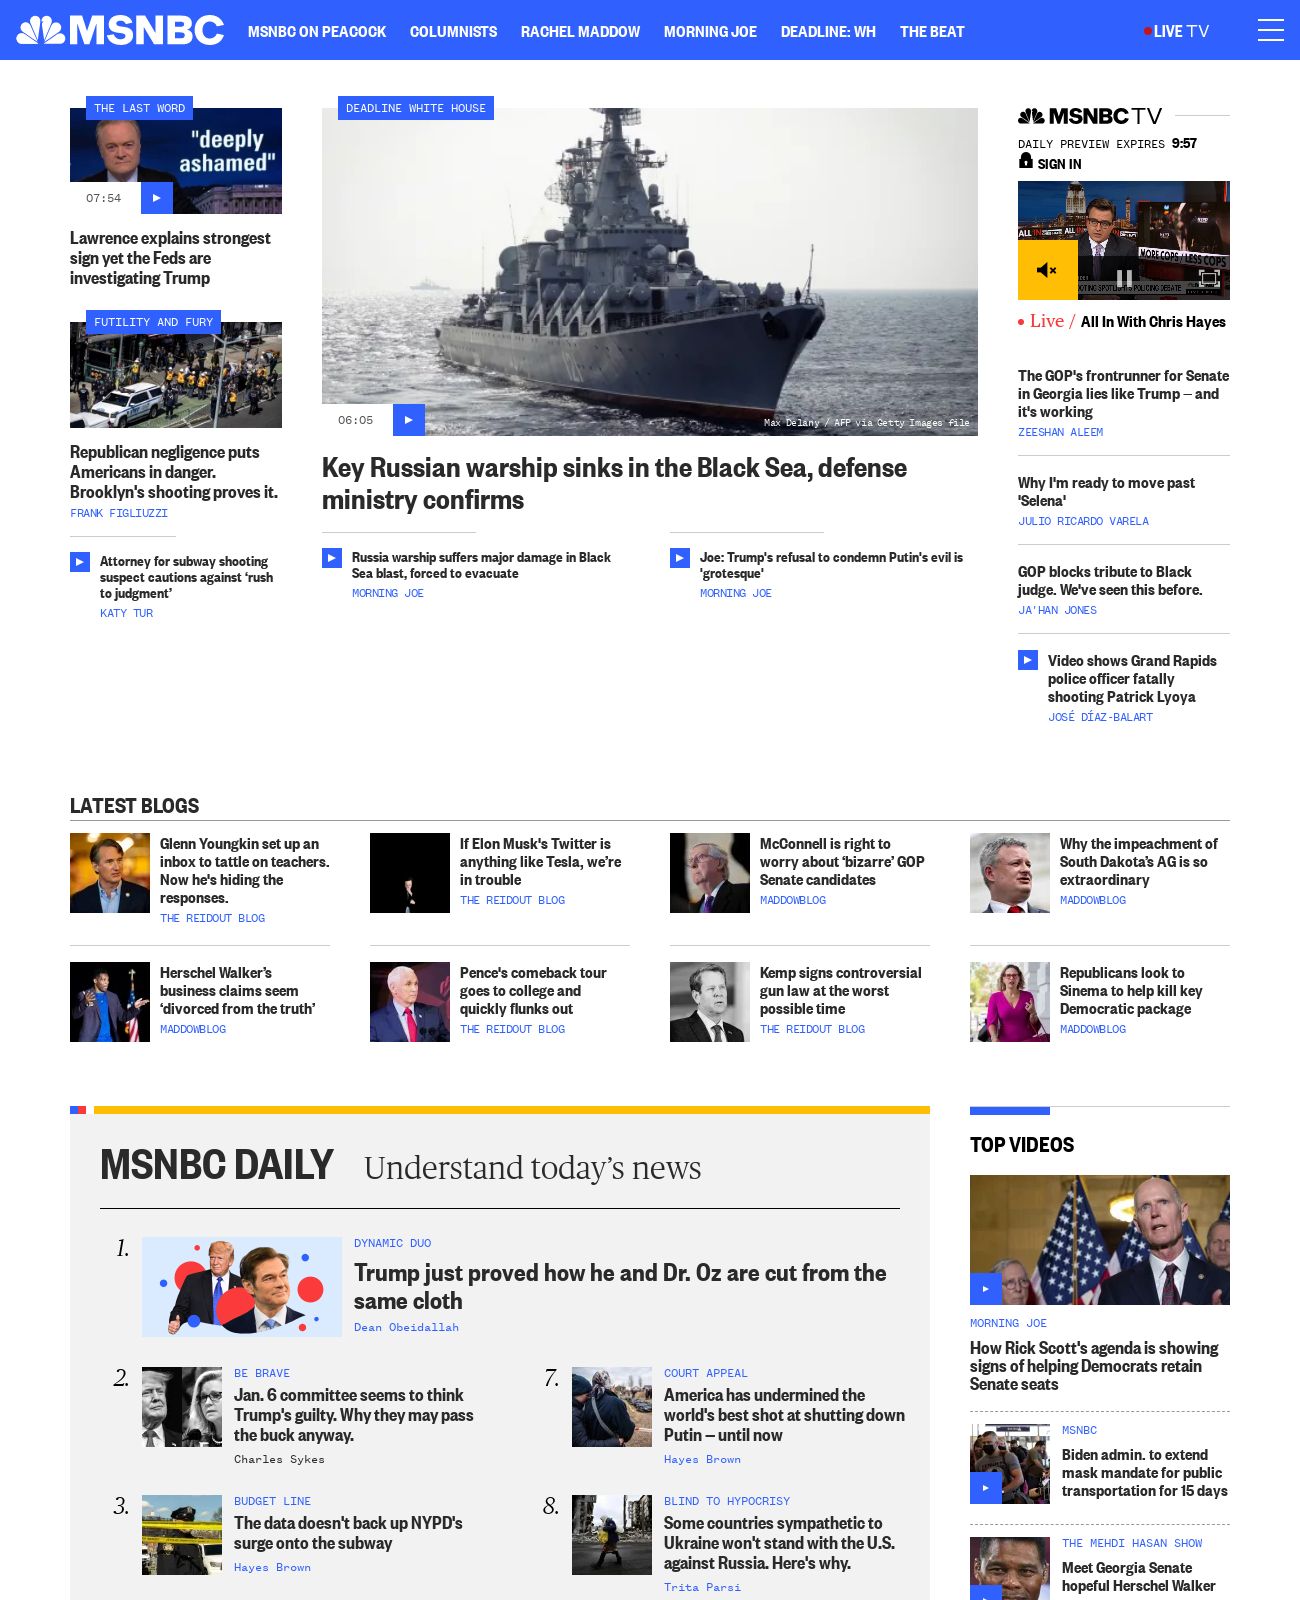 MSNBC
MSNBC ON PEACOCK
COLUMNISTS
RACHEL MADDOW
MORNING JOE
DEADLINE: WH
THE BEAT
LIVE TV
THE LAST WORD
"deeply
ashamed"
07:54
Lawrence explains strongest
sign yet the Feds are
investigating Trump
FUTILITY AND FURY
Republican negligence puts
Americans in danger.
Brooklyn's shooting proves it.
FRANK FIGLIUZZI
Attorney for subway shooting
suspect cautions against ‘rush
to judgment’
KATY TUR
DEADLINE WHITE HOUSE
06:05
Max Delany / AFP via Getty Images file
Key Russian warship sinks in the Black Sea, defense
ministry confirms
Russia warship suffers major damage in Black
Sea blast, forced to evacuate
MORNING JOE
Joe: Trump's refusal to condemn Putin's evil is
'grotesque'
MORNING JOE
MSNBC TV
DAILY PREVIEW EXPIRES 9:57
SIGN IN
ALL IN
MORE COPS/LESS COPS
Live / All In With Chris Hayes
The GOP's frontrunner for Senate
in Georgia lies like Trump — and
it's working
ZEESHAN ALEEM
Why I'm ready to move past
'Selena'
JULIO RICARDO VARELA
GOP blocks tribute to Black
judge. We've seen this before.
JA'HAN JONES
Video shows Grand Rapids
police officer fatally
shooting Patrick Lyoya
JOSÉ DÍAZ-BALART
LATEST BLOGS
Glenn Youngkin set up an
inbox to tattle on teachers.
Now he's hiding the
responses.
THE REIDOUT BLOG
If Elon Musk's Twitter is
anything like Tesla, we’re
in trouble
THE REIDOUT BLOG
McConnell is right to
worry about ‘bizarre’ GOP
Senate candidates
MADDOWBLOG
Why the impeachment of
South Dakota’s AG is so
extraordinary
MADDOWBLOG
Herschel Walker’s
business claims seem
‘divorced from the truth’
MADDOWBLOG
Pence's comeback tour
goes to college and
quickly flunks out
THE REIDOUT BLOG
Kemp signs controversial
gun law at the worst
possible time
THE REIDOUT BLOG
Republicans look to
Sinema to help kill key
Democratic package
MADDOWBLOG
MSNBC DAILY
Understand today’s news
1.
DYNAMIC DUO
Trump just proved how he and Dr. Oz are cut from the
same cloth
Dean Obeidallah
2.
BE BRAVE
Jan. 6 committee seems to think
Trump's guilty. Why they may pass
the buck anyway.
Charles Sykes
3.
BUDGET LINE
The data doesn't back up NYPD's
surge onto the subway
Hayes Brown
7.
COURT APPEAL
America has undermined the
world's best shot at shutting down
Putin — until now
Hayes Brown
8.
BLIND TO HYPOCRISY
Some countries sympathetic to
Ukraine won't stand with the U.S.
against Russia. Here's why.
Trita Parsi
TOP VIDEOS
MORNING JOE
How Rick Scott's agenda is showing
signs of helping Democrats retain
Senate seats
MSNBC
Biden admin. to extend
mask mandate for public
transportation for 15 days
THE MEHDI HASAN SHOW
Meet Georgia Senate
hopeful Herschel Walker